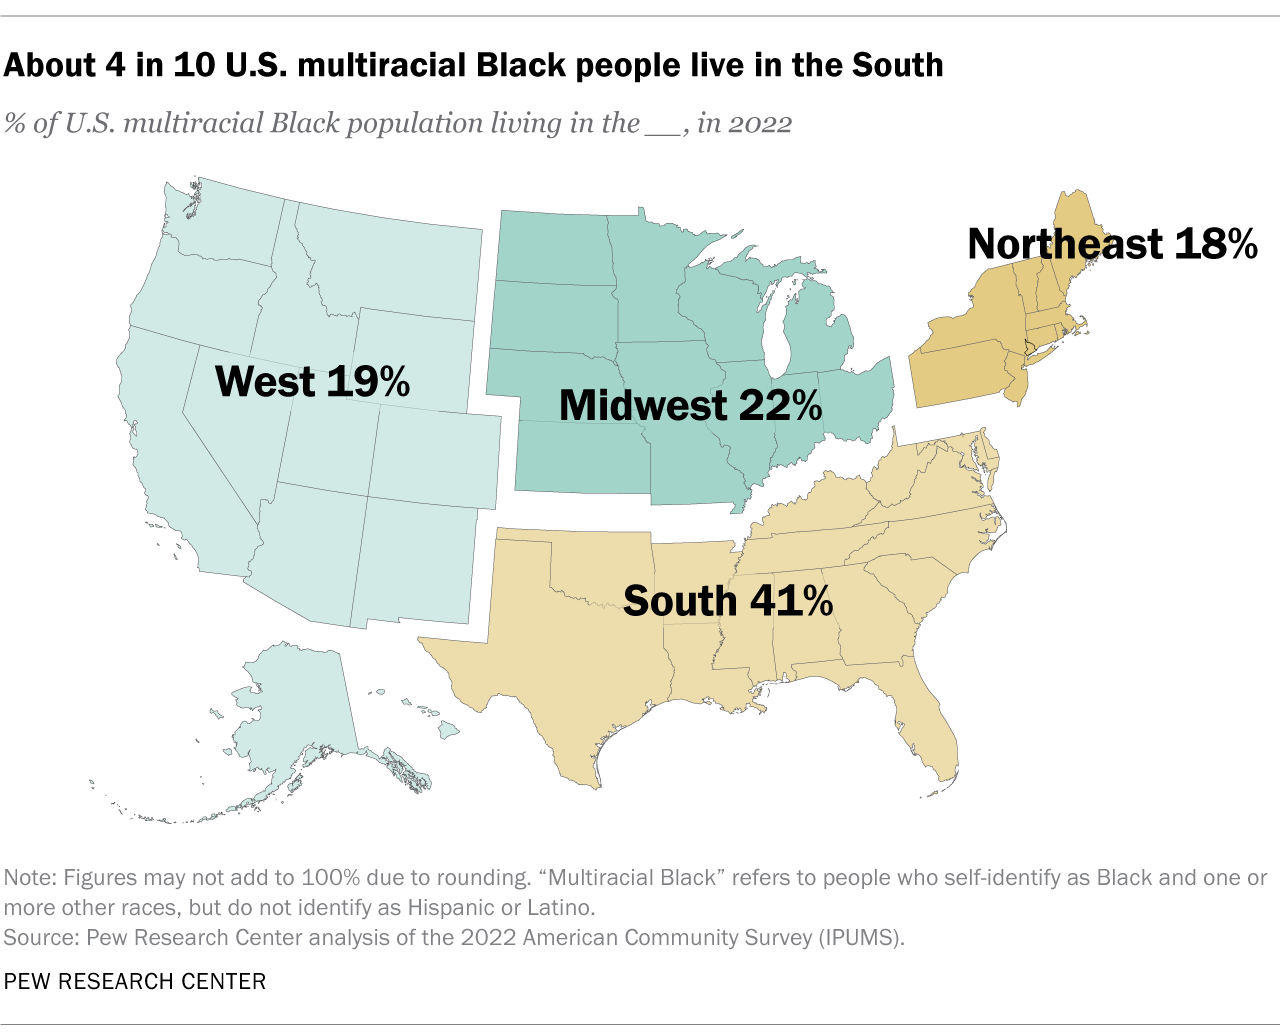 About 4 in 10 U.S. multiracial Black people live in the South
% of U.S. multiracial Black population living in the __, in 2022
Northeast 18%
West 19%
Midwest 22%
South 41%
Note: Figures may not add to 100% due to rounding. “Multiracial Black” refers to people who self-identify as Black and one or
more other races, but do not identify as Hispanic or Latino.
Source: Pew Research Center analysis of the 2022 American Community Survey (IPUMS).
PEW RESEARCH CENTER